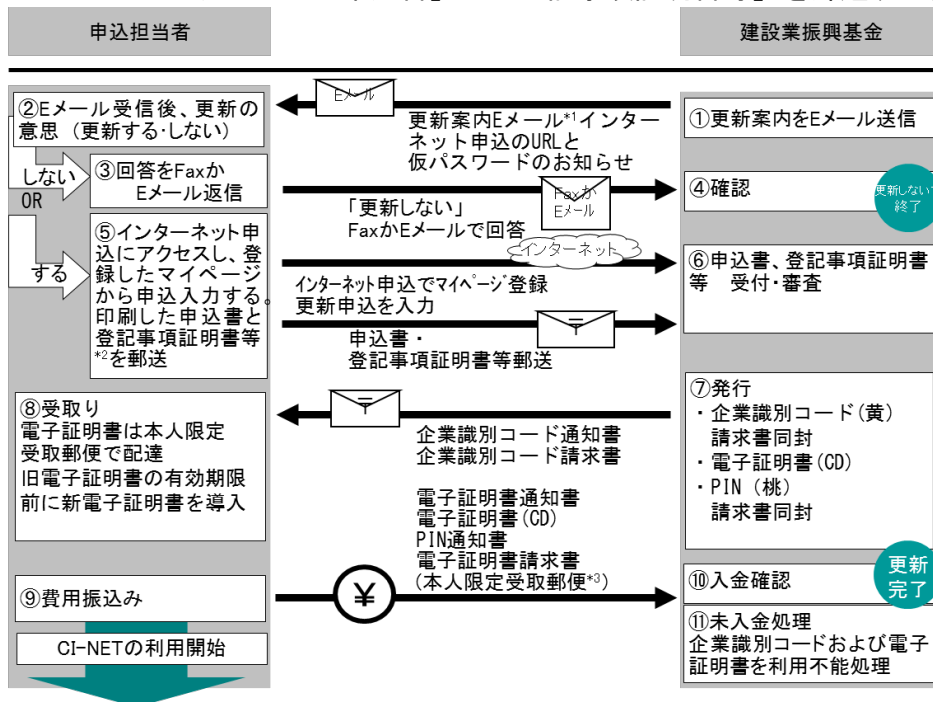 申込担当者
建設業振興基金
②Eメール受信後、更新の
意思（更新する・しない）
しない
OR
③回答をFaxか
Eメール返信
する
⑤インターネット申
込にアクセスし、登
録したマイページ
から申込入力する。
印刷した申込書と
登記事項証明書等
*2を郵送
⑧受取り
電子証明書は本人限定
受取郵便で配達
旧電子証明書の有効期限
前に新電子証明書を導入
⑨費用振込み
CI-NETの利用開始
Eメール
更新案内Eメール*1インター
ネット申込のURLと
仮パスワードのお知らせ
Faxか
Eメール
「更新しない」
FaxかEメールで回答
インターネット
インターネット申込でマイページ登録
更新申込を入力
〒
申込書・
登記事項証明書等郵送
〒
企業識別コード通知書
企業識別コード請求書
電子証明書通知書
電子証明書(CD)
PIN通知書
電子証明書請求書
(本人限定受取郵便*3)
¥
①更新案内をEメール送信
④確認
更新しない
終了
⑥申込書、登記事項証明書
等　受付・審査
⑦発行
・企業識別コード(黄)
請求書同封
・電子証明書(CD)
・PIN（桃）
請求書同封
⑩入金確認
更新
完了
⑪未入金処理
企業識別コードおよび電子
証明書を利用不能処理